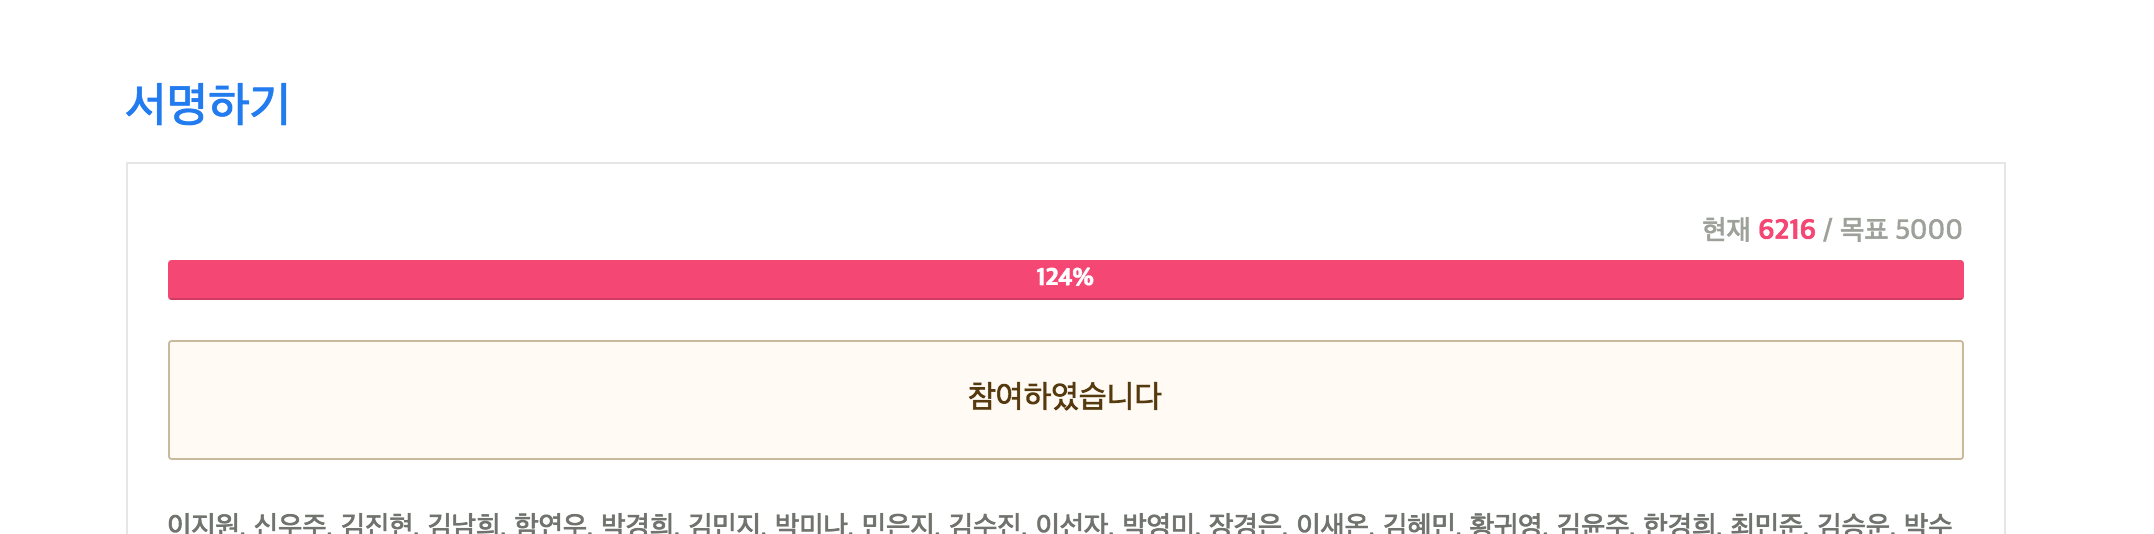 서명하기
현재 6216 / 목표 5000
124%
참여하였습니다
이지원, 신우주, 김진현, 김남희, 함연우, 박경희, 김민지, 박미나, 민은지, 김수진, 이선자, 박영미, 장경은, 이새온, 김혜민, 황귀영, 김윤주, 한경희, 최민준, 김승운, 박수